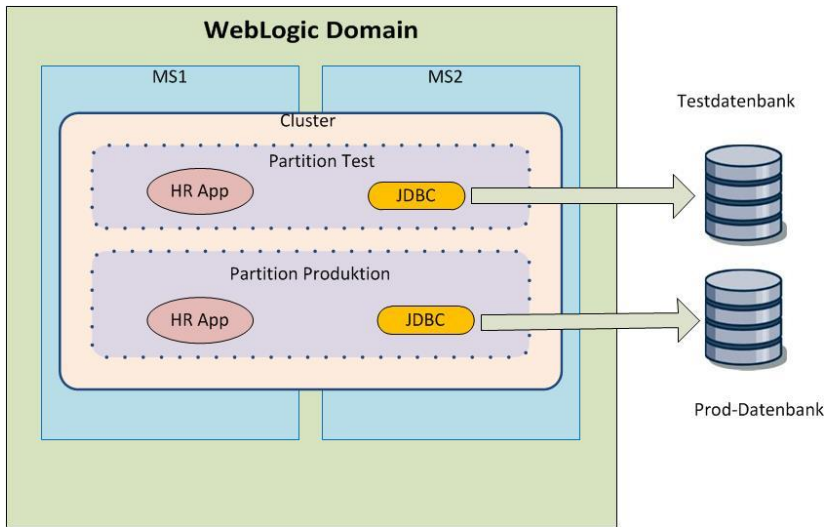 WebLogic Domain
MS1
MS2
Cluster
Testdatenbank
Partition Test
HR App
JDBC
Partition Produktion
HR App
JDBC
Prod-Datenbank